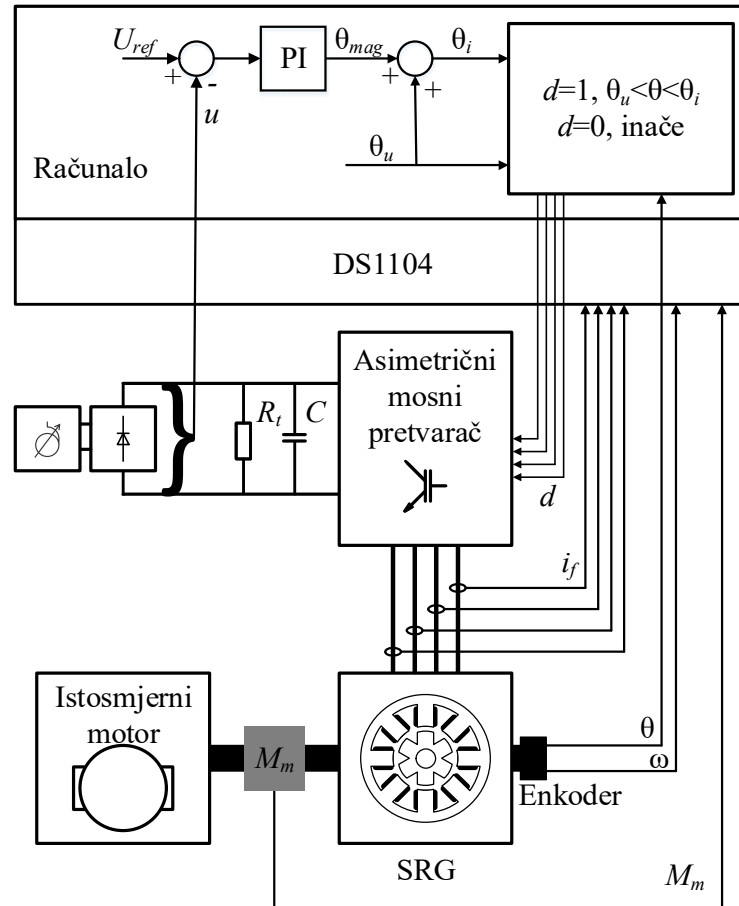 U_ref
+
-
u
PI
θ_mag
+
+
θ_i
θ_u
d=1, θ_u<θ<θ_i
d=0, inače
Računalo
DS1104
R_t
C
Asimetrični
mosni
pretvarač
d
i_f
Istosmjerni
motor
M_m
SRG
θ
ω
Enkoder
M_m